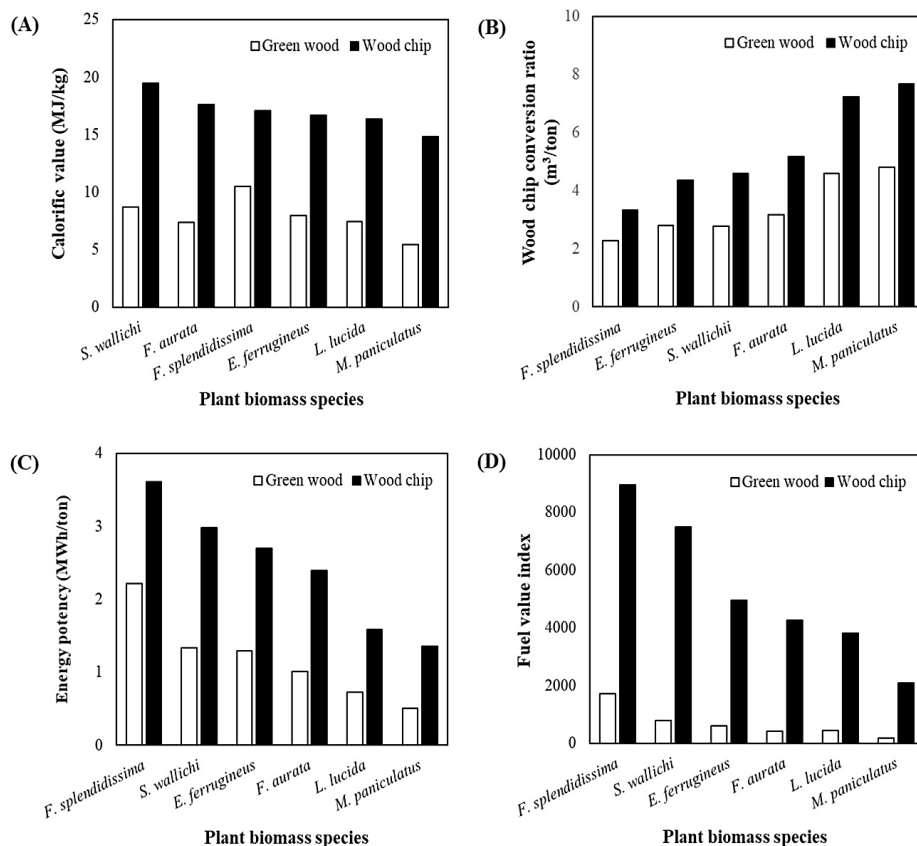 (A)
25
20
15
10
5
0
Calorific value (MJ/kg)
Green wood
Wood chip
S. wallichi
F. aurata
F. splendidissima
E. ferrugineus
L. lucida
M. paniculatus
Plant biomass species
(B)
10
8
6
4
2
0
Wood chip conversion ratio
(m³/ton)
Green wood
Wood chip
F. splendidissima
E. ferrugineus
S. wallichii
F. aurata
L. lucida
M. paniculatus
Plant biomass species
(C)
4
3
2
1
0
Energy potency (MWh/ton)
Green wood
Wood chip
F. splendidissima
S. wallichi
E. ferrugineus
F. aurata
L. lucida
M. paniculatus
Plant biomass species
(D)
10000
8000
6000
4000
2000
0
Fuel value index
Green wood
Wood chip
F. splendidissima
S. wallichi
E. ferrugineus
F. aurata
L. lucida
M. paniculatus
Plant biomass species